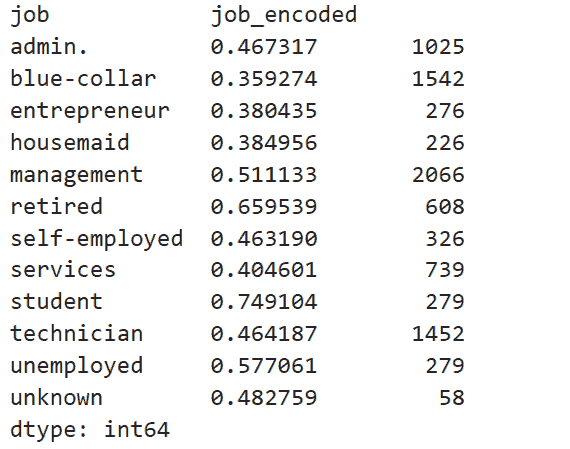 job             job_encoded
admin.          0.467317       1025
blue-collar     0.359274       1542
entrepreneur    0.380435        276
housemaid       0.384956        226
management      0.511133       2066
retired         0.659539        608
self-employed   0.463190        326
services        0.404601        739
student         0.749104        279
technician      0.464187       1452
unemployed      0.577061        279
unknown         0.482759         58
dtype: int64